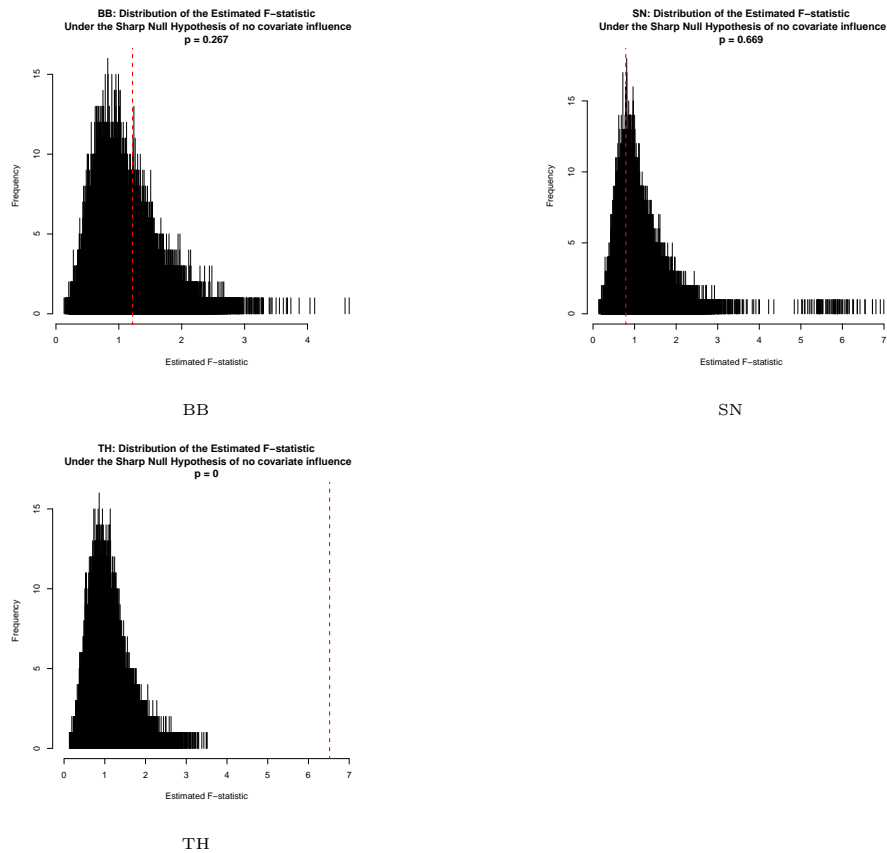 BB: Distribution of the Estimated F−statistic
Under the Sharp Null Hypothesis of no covariate influence
p = 0.267
Frequency
15
10
5
0
0 1 2 3 4
Estimated F−statistic
BB
SN: Distribution of the Estimated F−statistic
Under the Sharp Null Hypothesis of no covariate influence
p = 0.669
Frequency
15
10
5
0
0 1 2 3 4 5 6 7
Estimated F−statistic
SN
TH: Distribution of the Estimated F−statistic
Under the Sharp Null Hypothesis of no covariate influence
p = 0
Frequency
15
10
5
0
0 1 2 3 4 5 6 7
Estimated F−statistic
TH